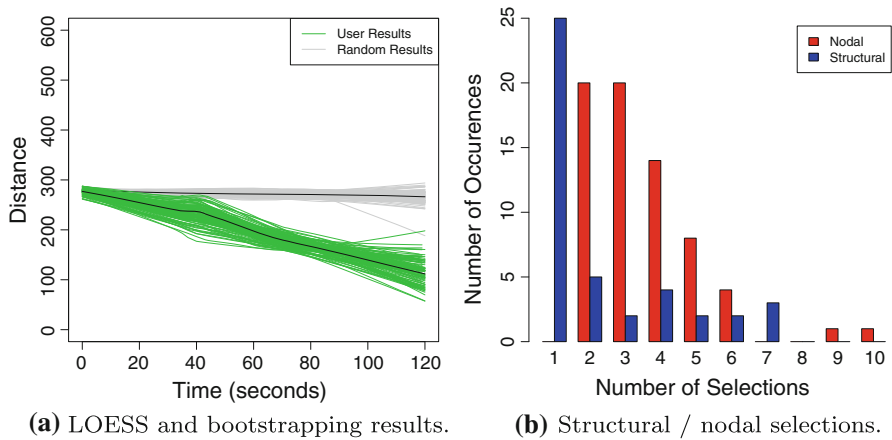 User Results
Random Results
Distance
0 100 200 300 400 500 600
0 20 40 60 80 100 120
Time (seconds)
(a) LOESS and bootstrapping results.
Nodal
Structural
Number of Occurences
0 5 10 15 20 25
1 2 3 4 5 6 7 8 9 10
Number of Selections
(b) Structural / nodal selections.